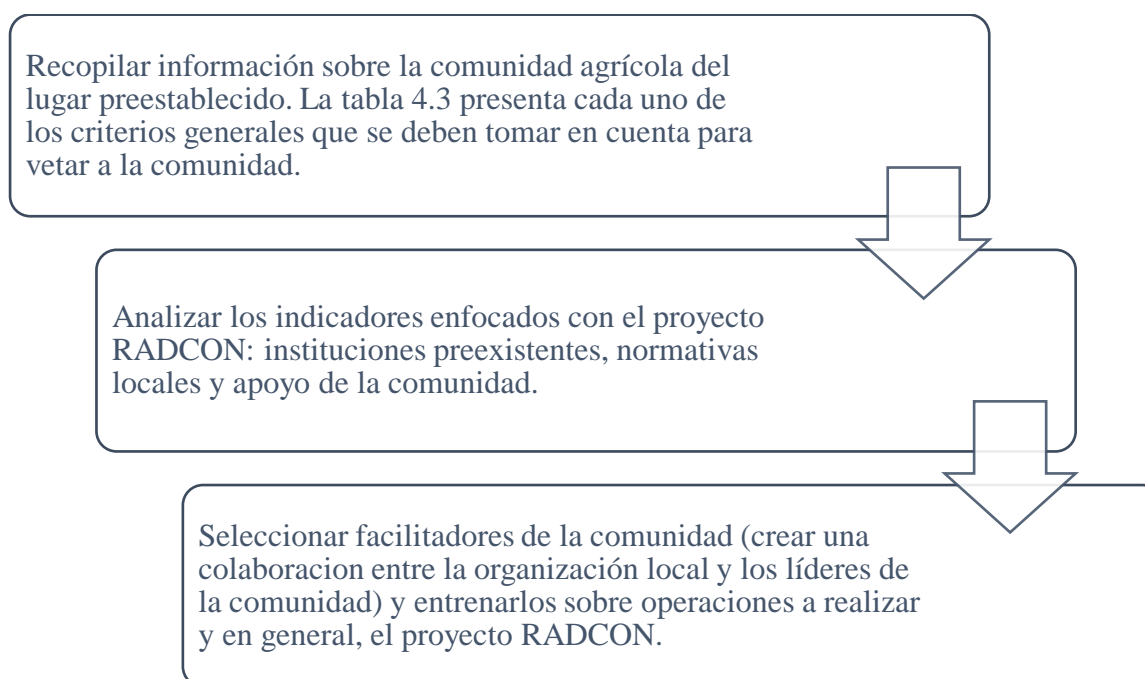 Recopilar información sobre la comunidad agrícola del
lugar preestablecido. La tabla 4.3 presenta cada uno de
los criterios generales que se deben tomar en cuenta para
vetar a la comunidad.
Analizar los indicadores enfocados con el proyecto
RADCON: instituciones preexistentes, normativas
locales y apoyo de la comunidad.
Seleccionar facilitadores de la comunidad (crear una
colaboracion entre la organización local y los líderes de
la comunidad) y entrenarlos sobre operaciones a realizar
y en general, el proyecto RADCON.